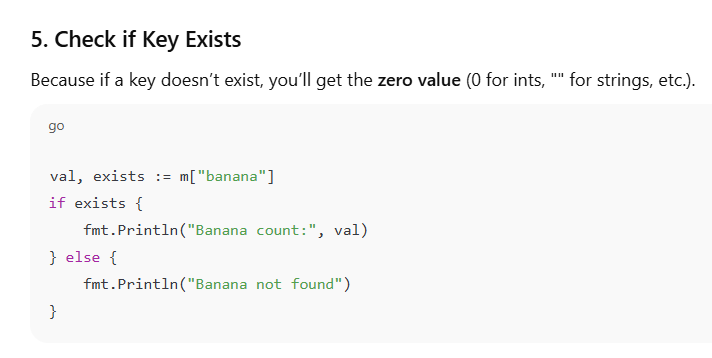 5. Check if Key Exists
Because if a key doesn’t exist, you’ll get the zero value (0 for ints, "" for strings, etc.).
go
val, exists := m["banana"]
if exists {
    fmt.Println("Banana count:", val)
} else {
    fmt.Println("Banana not found")
}